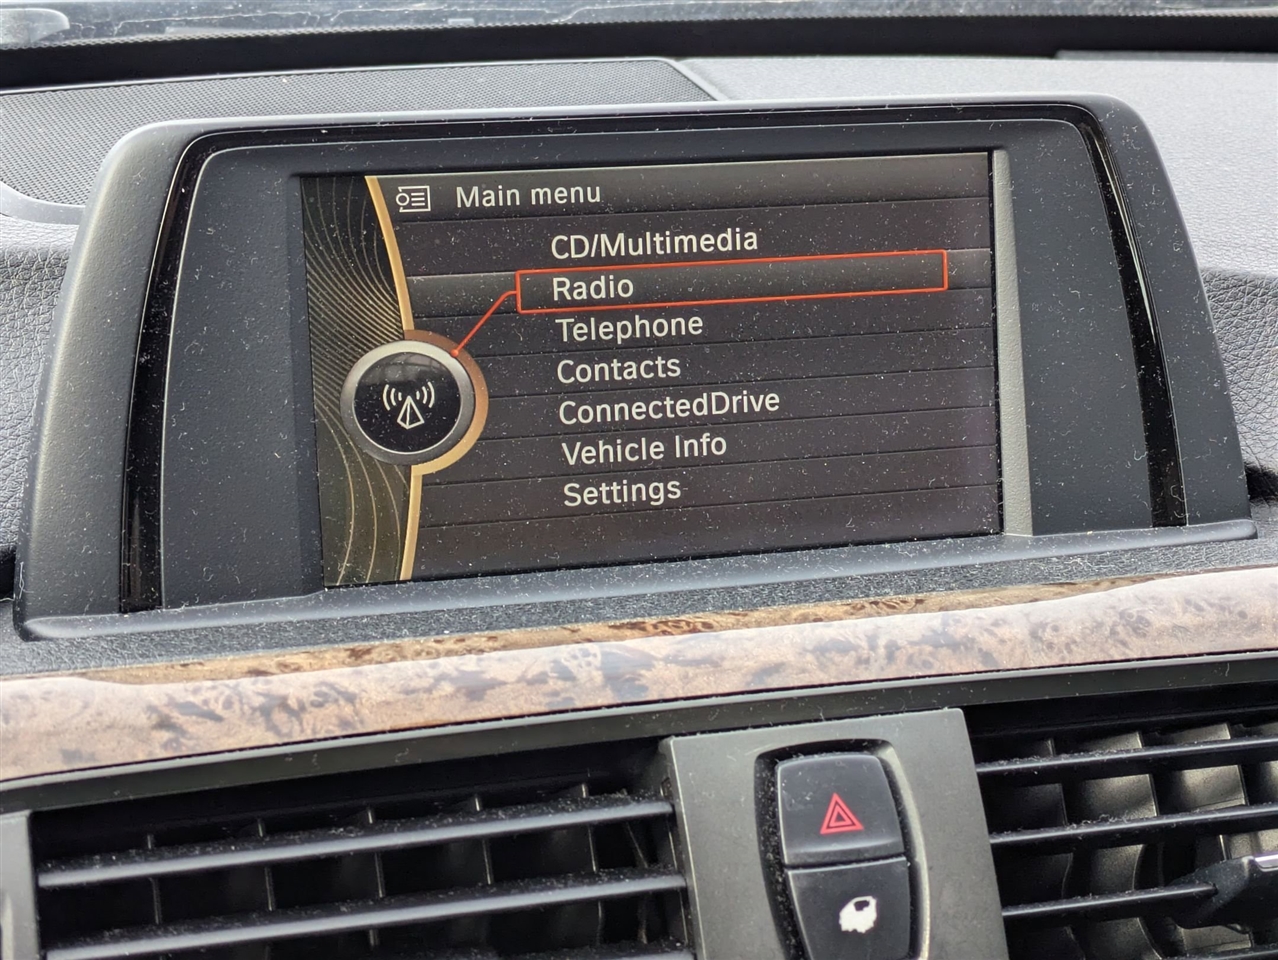 Main menu
CD/Multimedia
Radio
Telephone
Contacts
ConnectedDrive
Vehicle Info
Settings